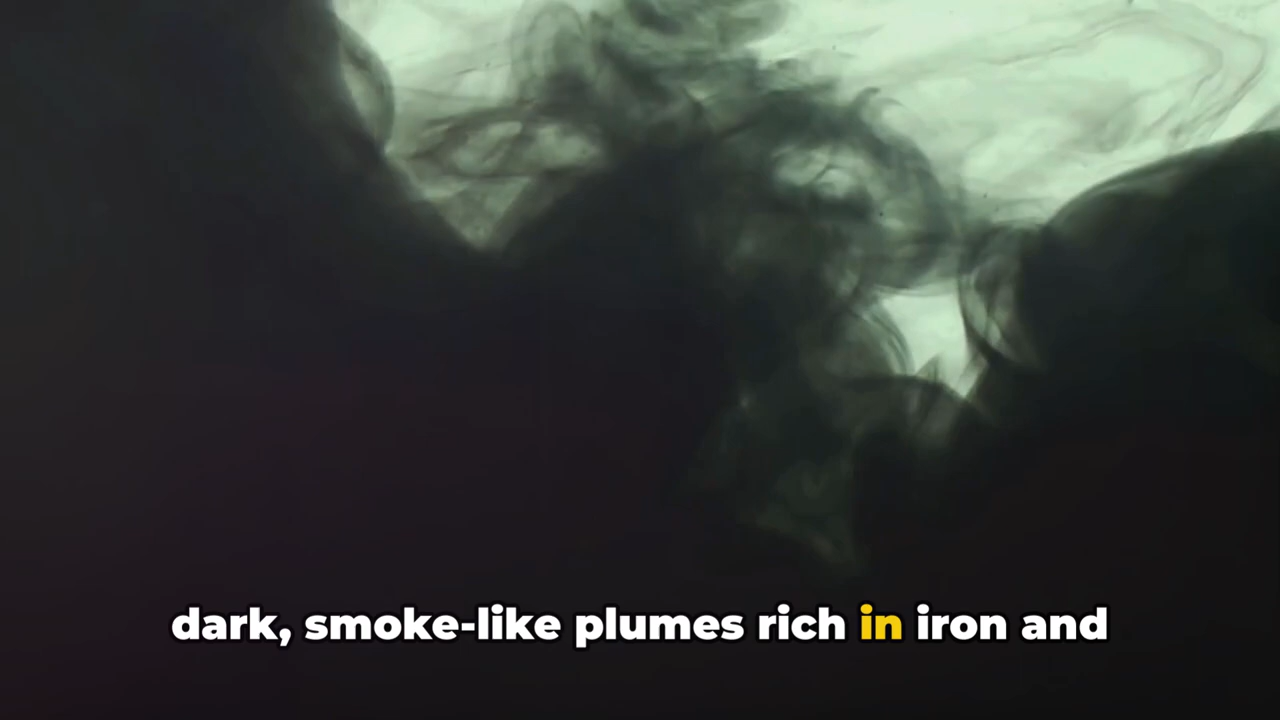 dark, smoke-like plumes rich in iron and